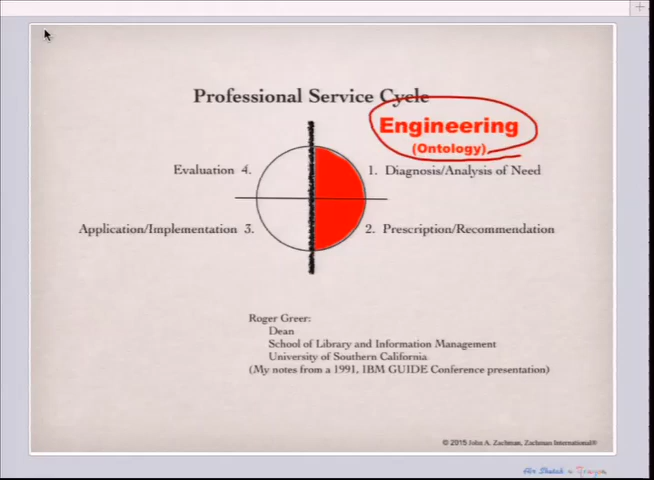 Professional Service Cycle
Engineering
(Ontology)
Evaluation 4.
1. Diagnosis/Analysis of Need
Application/Implementation 3.
2. Prescription/Recommendation
Roger Greer:
Dean
School of Library and Information Management
University of Southern California
(My notes from a 1991, IBM GUIDE Conference presentation)
© 2015 John A. Zachman, Zachman International®